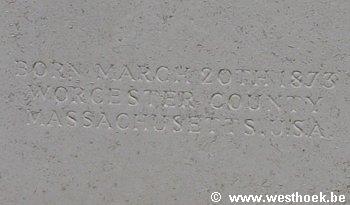 BORN MARCH 20TH 1873
WORCESTER COUNTY
MASSACHUSETTS. U.S.A.
© www.westhoek.be